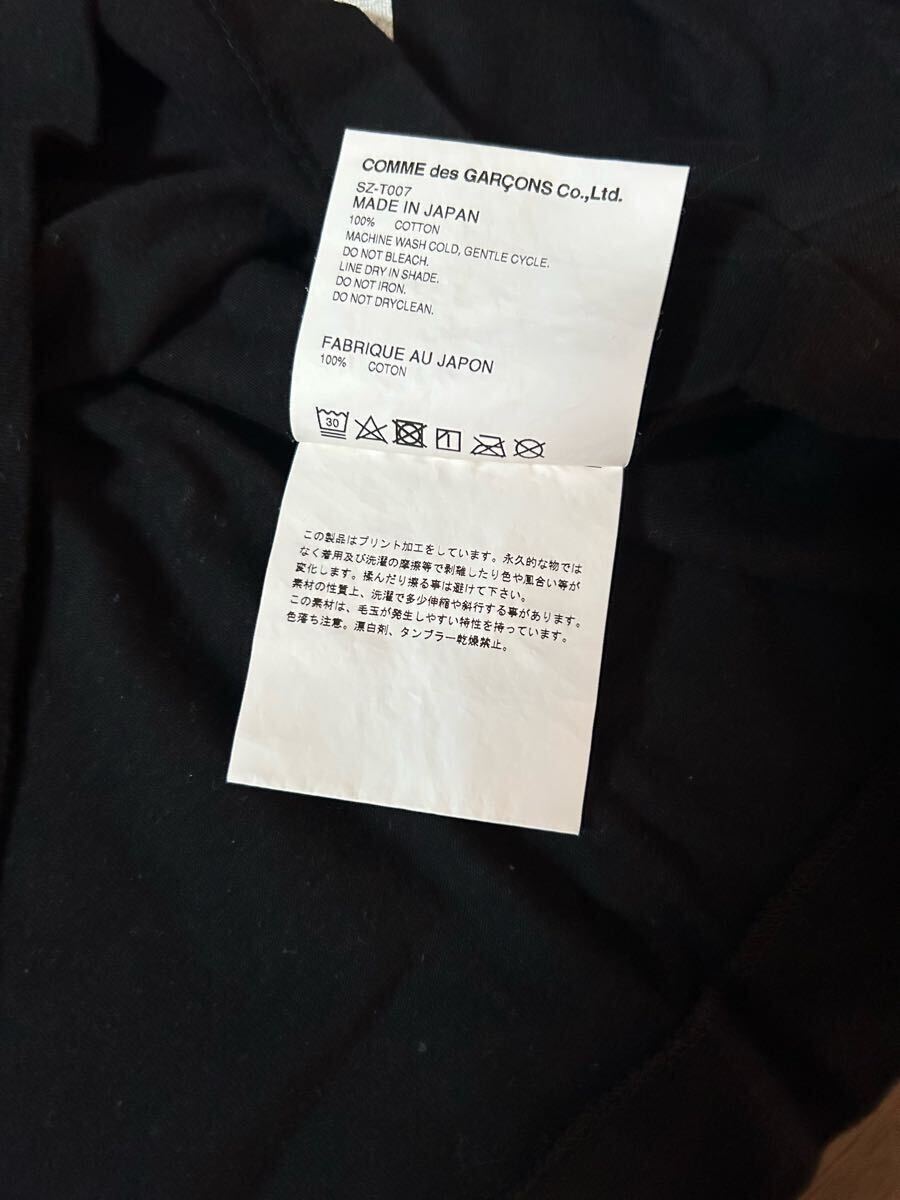 COMME des GARÇONS Co.,Ltd.
SZ-T007
MADE IN JAPAN
100% COTTON
MACHINE WASH COLD, GENTLE CYCLE.
DO NOT BLEACH.
LINE DRY IN SHADE.
DO NOT IRON.
DO NOT DRYCLEAN.
FABRIQUE AU JAPON
100% COTON
30
この製品はプリント加工をしています。永久的な物では
なく着用及び洗濯の摩擦等で剥離したり色や風合い等が
変化します。揉んだり擦る事は避けて下さい。
素材の性質上、洗濯で多少伸縮や斜行する事があります。
この素材は、毛玉が発生しやすい特性を持っています。
色落ち注意。漂白剤、タンブラー乾燥禁止。